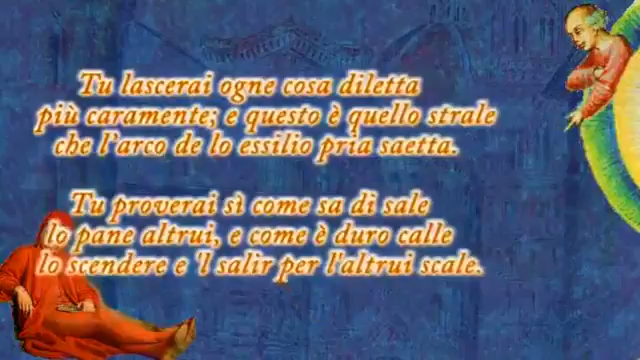 Tu lascerai ogne cosa diletta
più caramente; e questo è quello strale
che l'arco de lo essilio pria saetta.
Tu proverai sì come sa di sale
lo pane altrui, e come è duro calle
lo scendere e 'l salir per l'altrui scale.